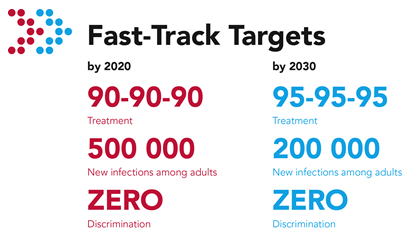 Fast-Track Targets
by 2020
90-90-90
Treatment
500 000
New infections among adults
ZERO
Discrimination
by 2030
95-95-95
Treatment
200 000
New infections among adults
ZERO
Discrimination